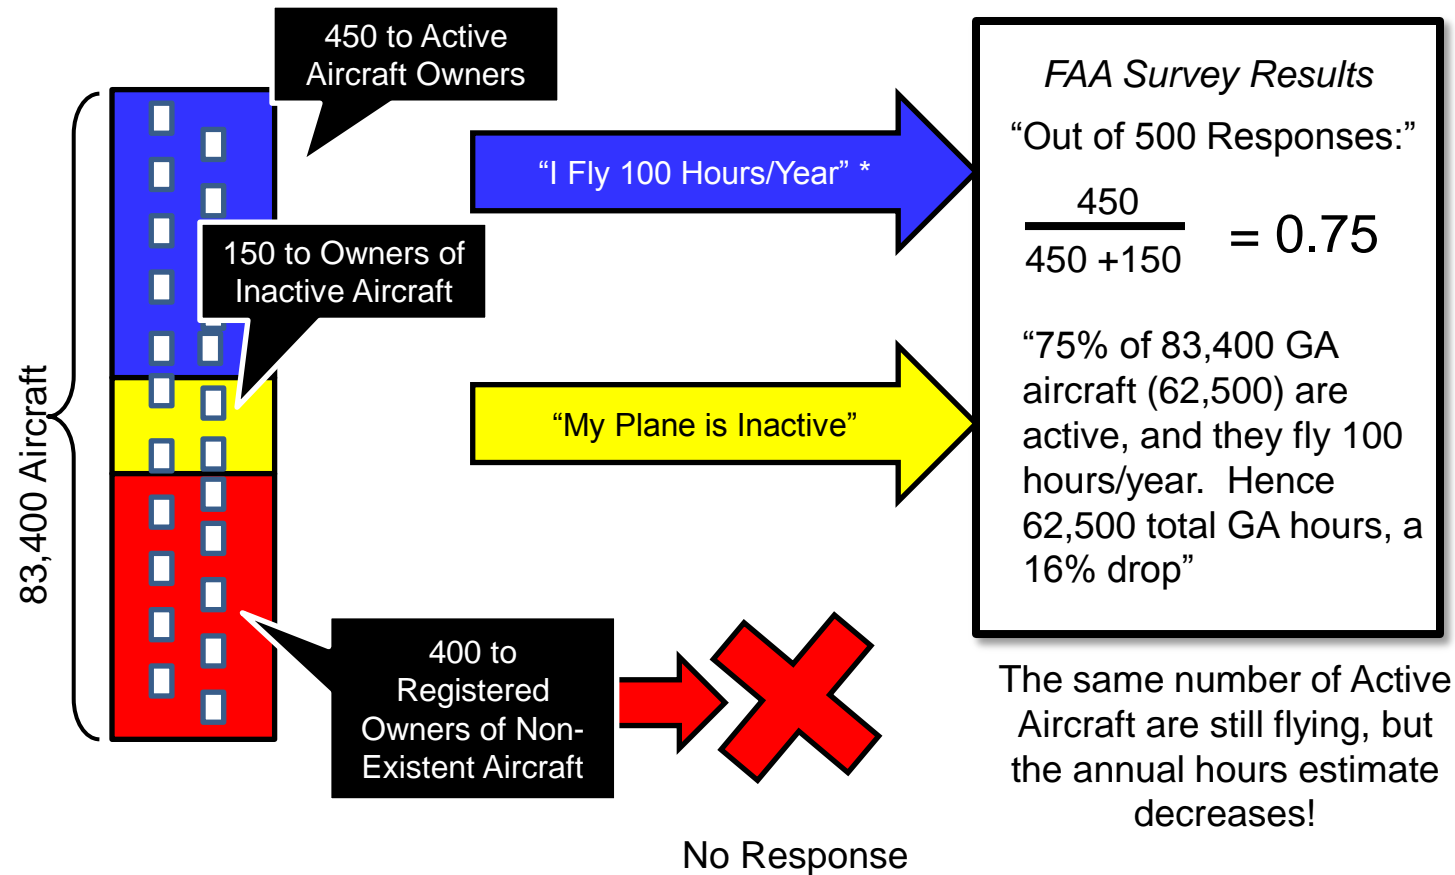 450 to Active
Aircraft Owners
150 to Owners of
Inactive Aircraft
83,400 Aircraft
400 to
Registered
Owners of Non-
Existent Aircraft
“I Fly 100 Hours/Year” *
“My Plane is Inactive”
No Response
FAA Survey Results
“Out of 500 Responses:”
450
450 +150
= 0.75
“75% of 83,400 GA
aircraft (62,500) are
active, and they fly 100
hours/year. Hence
62,500 total GA hours, a
16% drop”
The same number of Active
Aircraft are still flying, but
the annual hours estimate
decreases!